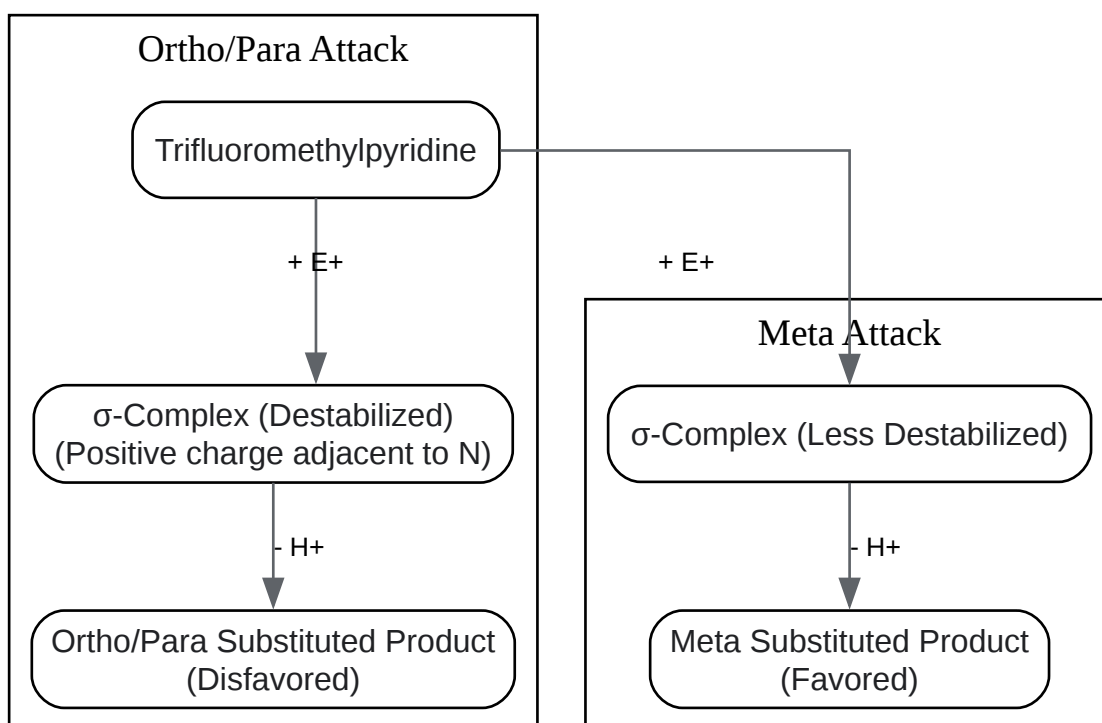 Ortho/Para Attack
Trifluoromethylpyridine
+ E+
+ E+
Meta Attack
σ-Complex (Destabilized)
(Positive charge adjacent to N)
σ-Complex (Less Destabilized)
- H+
- H+
Ortho/Para Substituted Product
(Disfavored)
Meta Substituted Product
(Favored)